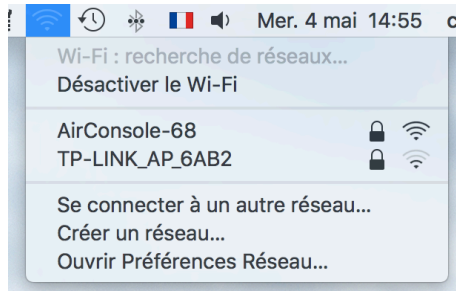 Mer. 4 mai 14:55
Wi-Fi : recherche de réseaux...
Désactiver le Wi-Fi
AirConsole-68
TP-LINK_AP_6AB2
Se connecter à un autre réseau...
Créer un réseau...
Ouvrir Préférences Réseau...